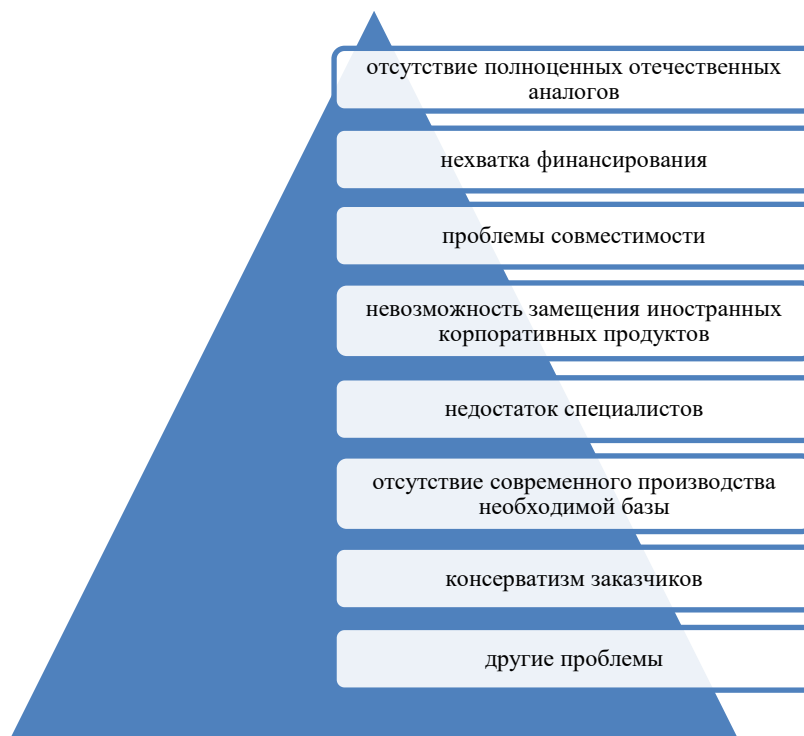 отсутствие полноценных отечественных
аналогов
нехватка финансирования
проблемы совместимости
невозможность замещения иностранных
корпоративных продуктов
недостаток специалистов
отсутствие современного производства
необходимой базы
консерватизм заказчиков
другие проблемы